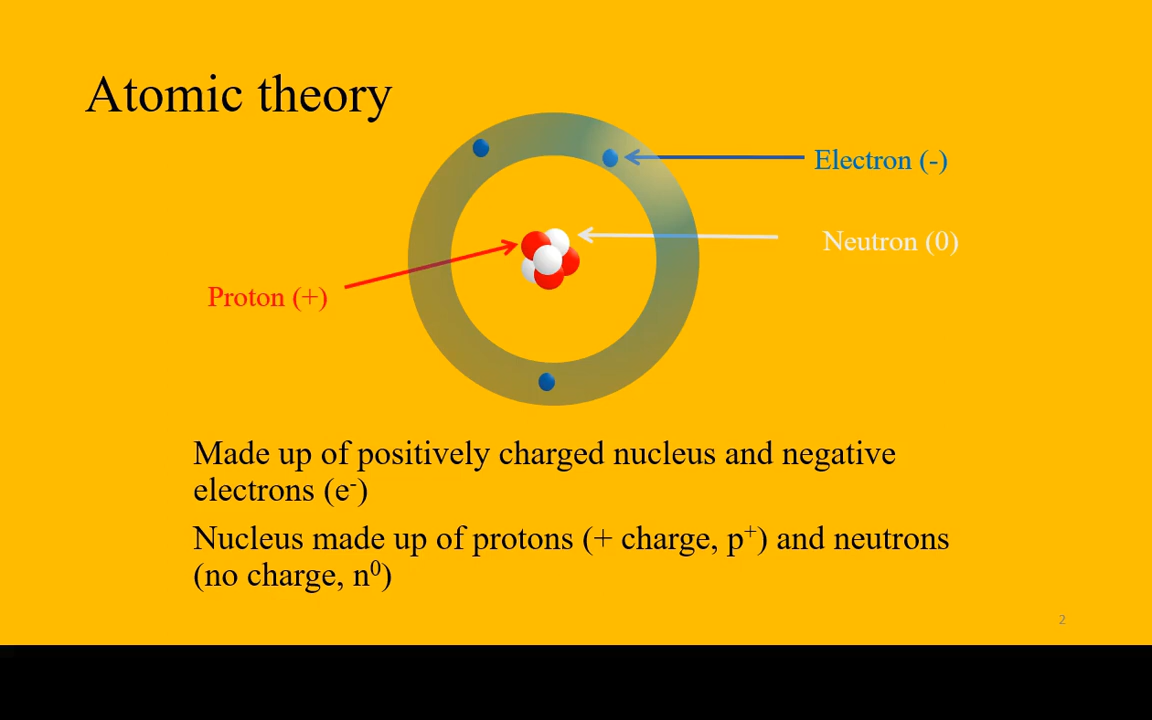 Atomic theory
Electron (-)
Neutron (0)
Proton (+)
Made up of positively charged nucleus and negative
electrons (e⁻)
Nucleus made up of protons (+ charge, p⁺) and neutrons
(no charge, n⁰)
2